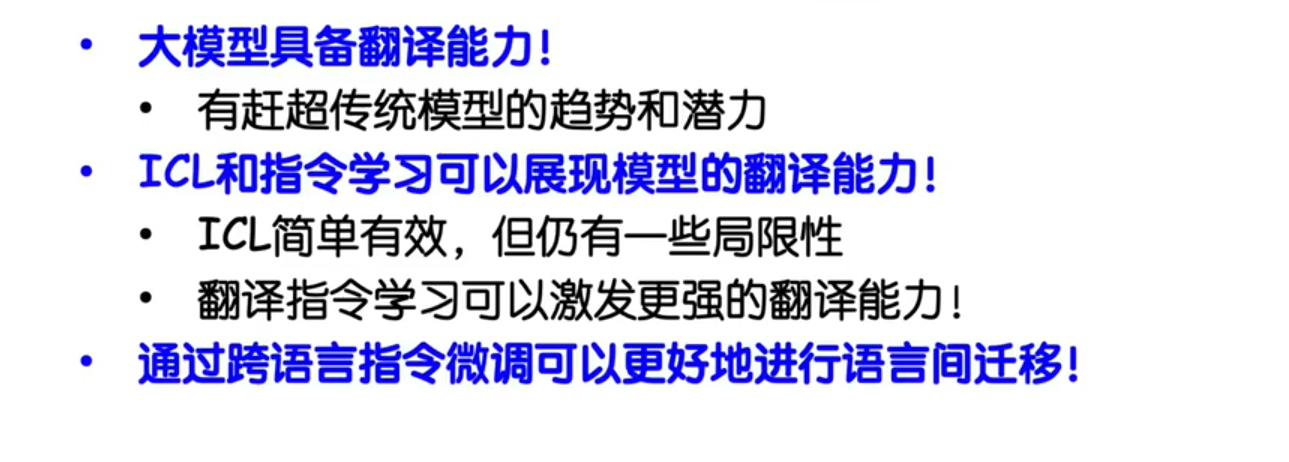 • 大模型具备翻译能力！
• 有赶超传统模型的趋势和潜力
• ICL和指令学习可以展现模型的翻译能力！
• ICL简单有效，但仍有一些局限性
• 翻译指令学习可以激发更强的翻译能力！
• 通过跨语言指令微调可以更好地进行语言间迁移！